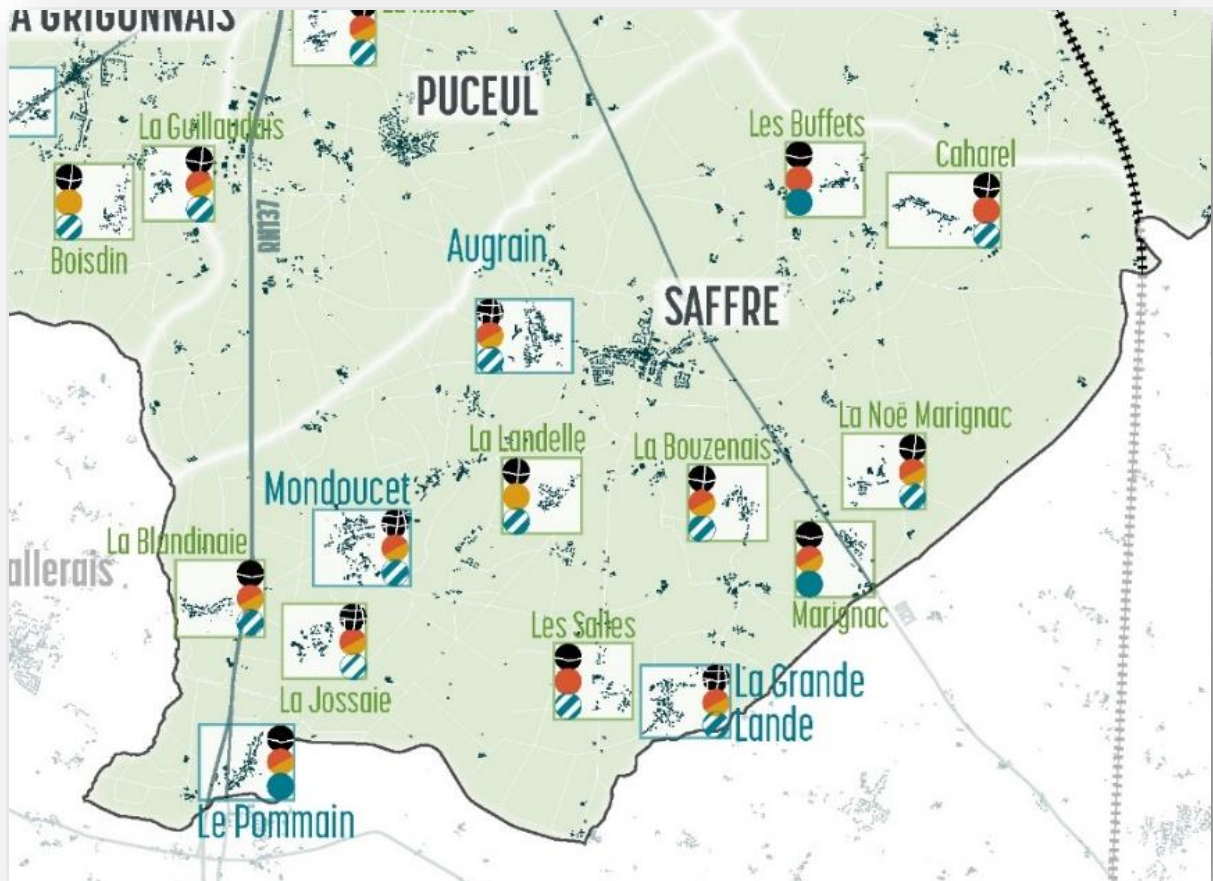 A GRIGONNAIS
PUCEUL
La Guillaudais
Les Buffets
Caharel
RN137
Boisdin
Augrain
SAFFRE
La Noë Marignac
La Landelle
La Bouzenais
Mondoucet
La Blandinaie
allerais
Marignac
Les Salles
La Jossaie
La Grande
Lande
Le Pommain